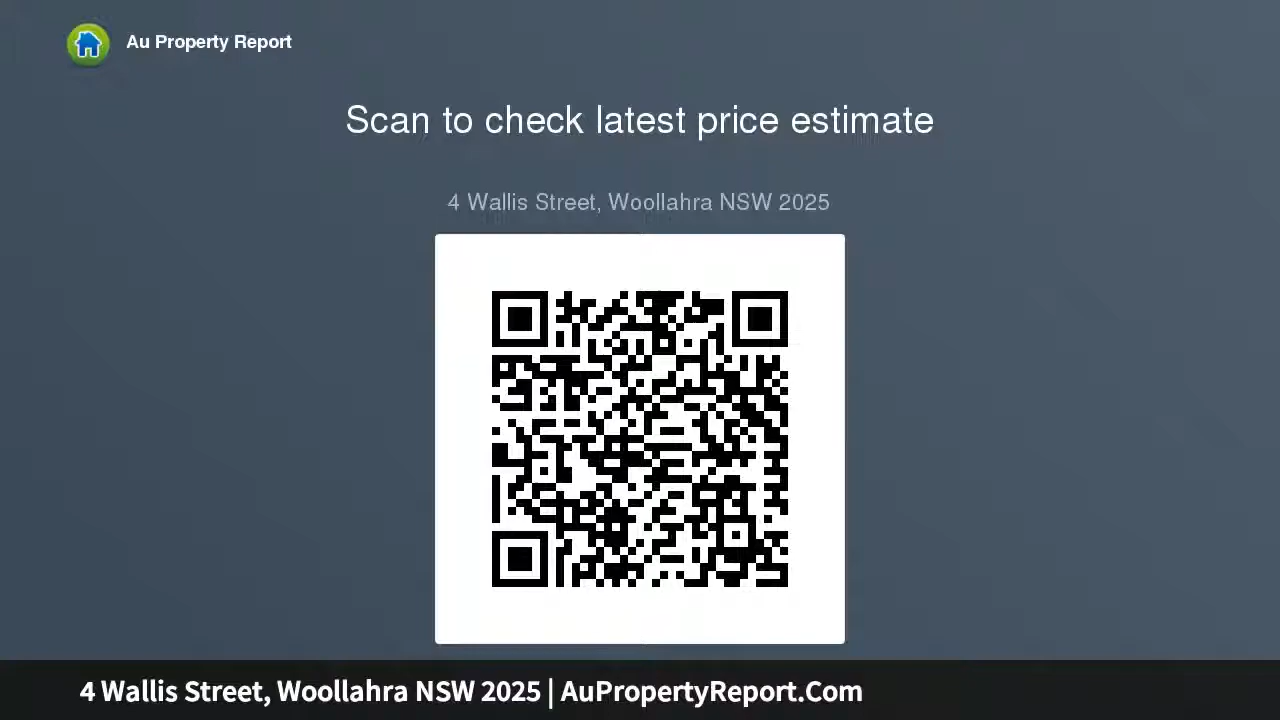 Au Property Report
Scan to check latest price estimate
4 Wallis Street, Woollahra NSW 2025
4 Wallis Street, Woollahra NSW 2025 | AuPropertyReport.Com